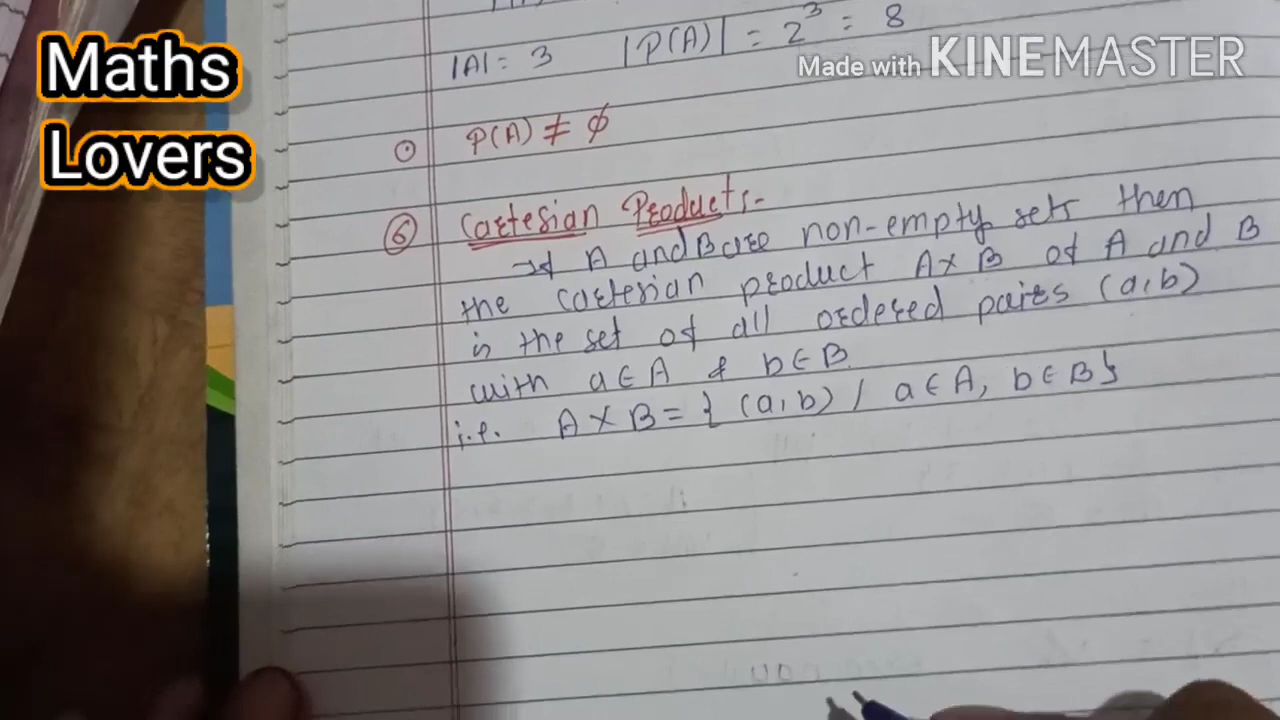 Maths
Lovers
Made with KINEMASTER
|A| = 3 |P(A)| = 2³ = 8
P(A) ≠ ϕ
⑥ Cartesian Products:-
→ If A and B are non-empty sets then
the cartesian product A × B of A and B
is the set of all ordered pairs (a, b)
with a ∈ A & b ∈ B.
i.e. A × B = { (a, b) / a ∈ A, b ∈ B }